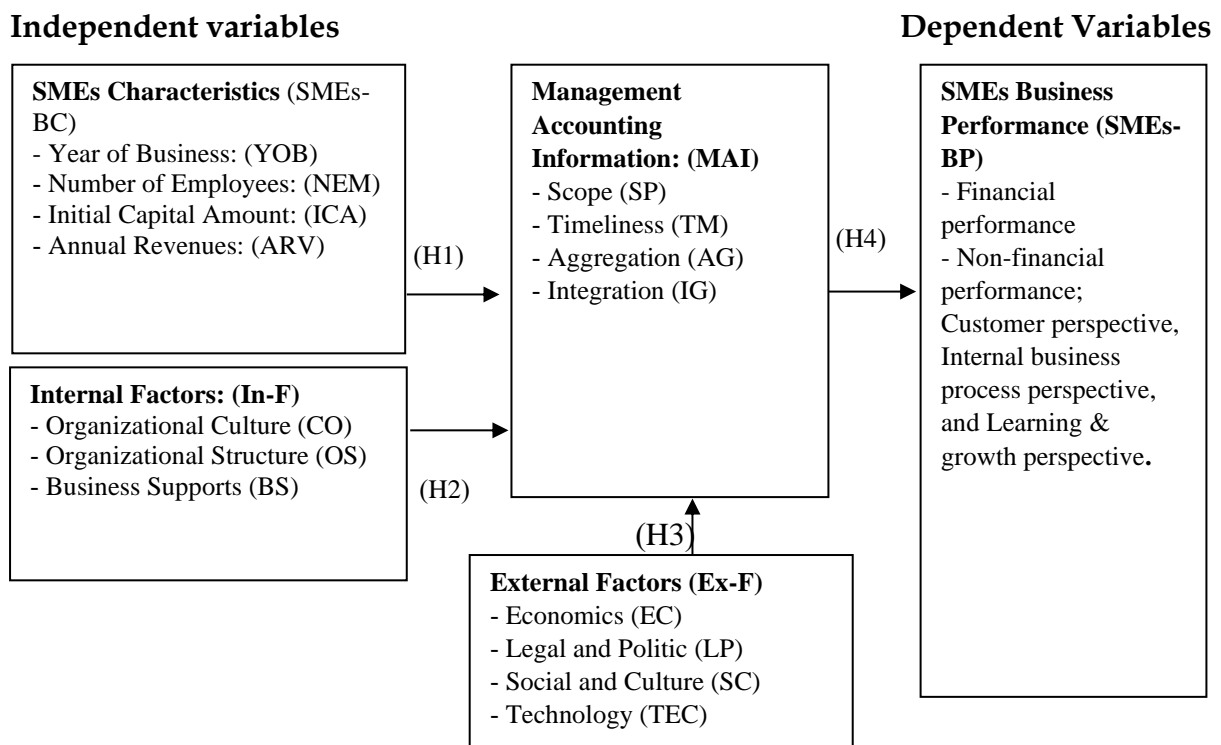 Independent variables
Dependent Variables
SMEs Characteristics (SMEs-
BC)
- Year of Business: (YOB)
- Number of Employees: (NEM)
- Initial Capital Amount: (ICA)
- Annual Revenues: (ARV)
(H1)
Internal Factors: (In-F)
- Organizational Culture (CO)
- Organizational Structure (OS)
- Business Supports (BS)
(H2)
Management
Accounting
Information: (MAI)
- Scope (SP)
- Timeliness (TM)
- Aggregation (AG)
- Integration (IG)
(H3)
External Factors (Ex-F)
- Economics (EC)
- Legal and Politic (LP)
- Social and Culture (SC)
- Technology (TEC)
(H4)
SMEs Business
Performance (SMEs-
BP)
- Financial
performance
- Non-financial
performance;
Customer perspective,
Internal business
process perspective,
and Learning &
growth perspective.